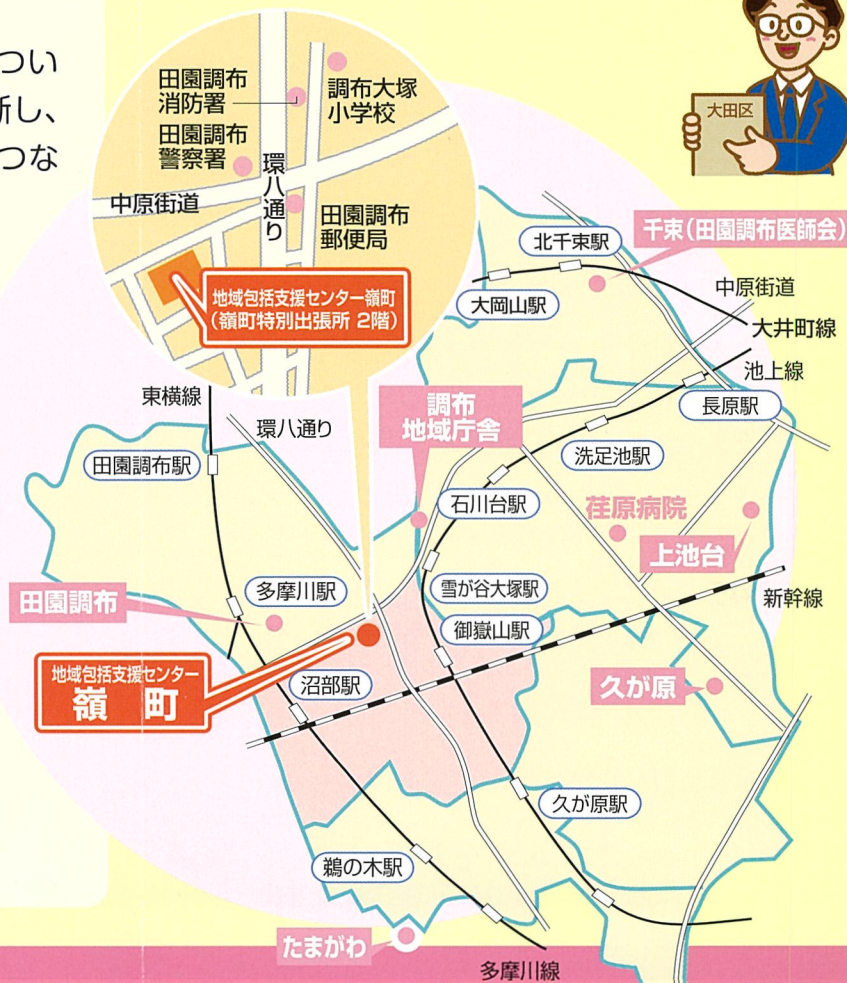 つい
断し、
つな
大田区
田園調布
消防署
調布大塚
小学校
田園調布
警察署
環八通り
中原街道
田園調布
郵便局
地域包括支援センター嶺町
(嶺町特別出張所 2階)
北千束駅
千束(田園調布医師会)
大岡山駅
中原街道
大井町線
池上線
東横線
環八通り
調布
地域庁舎
長原駅
田園調布駅
洗足池駅
石川台駅
荏原病院
上池台
多摩川駅
雪が谷大塚駅
新幹線
田園調布
御嶽山駅
地域包括支援センター
嶺 町
沼部駅
久が原
久が原駅
鵜の木駅
たまがわ
多摩川線